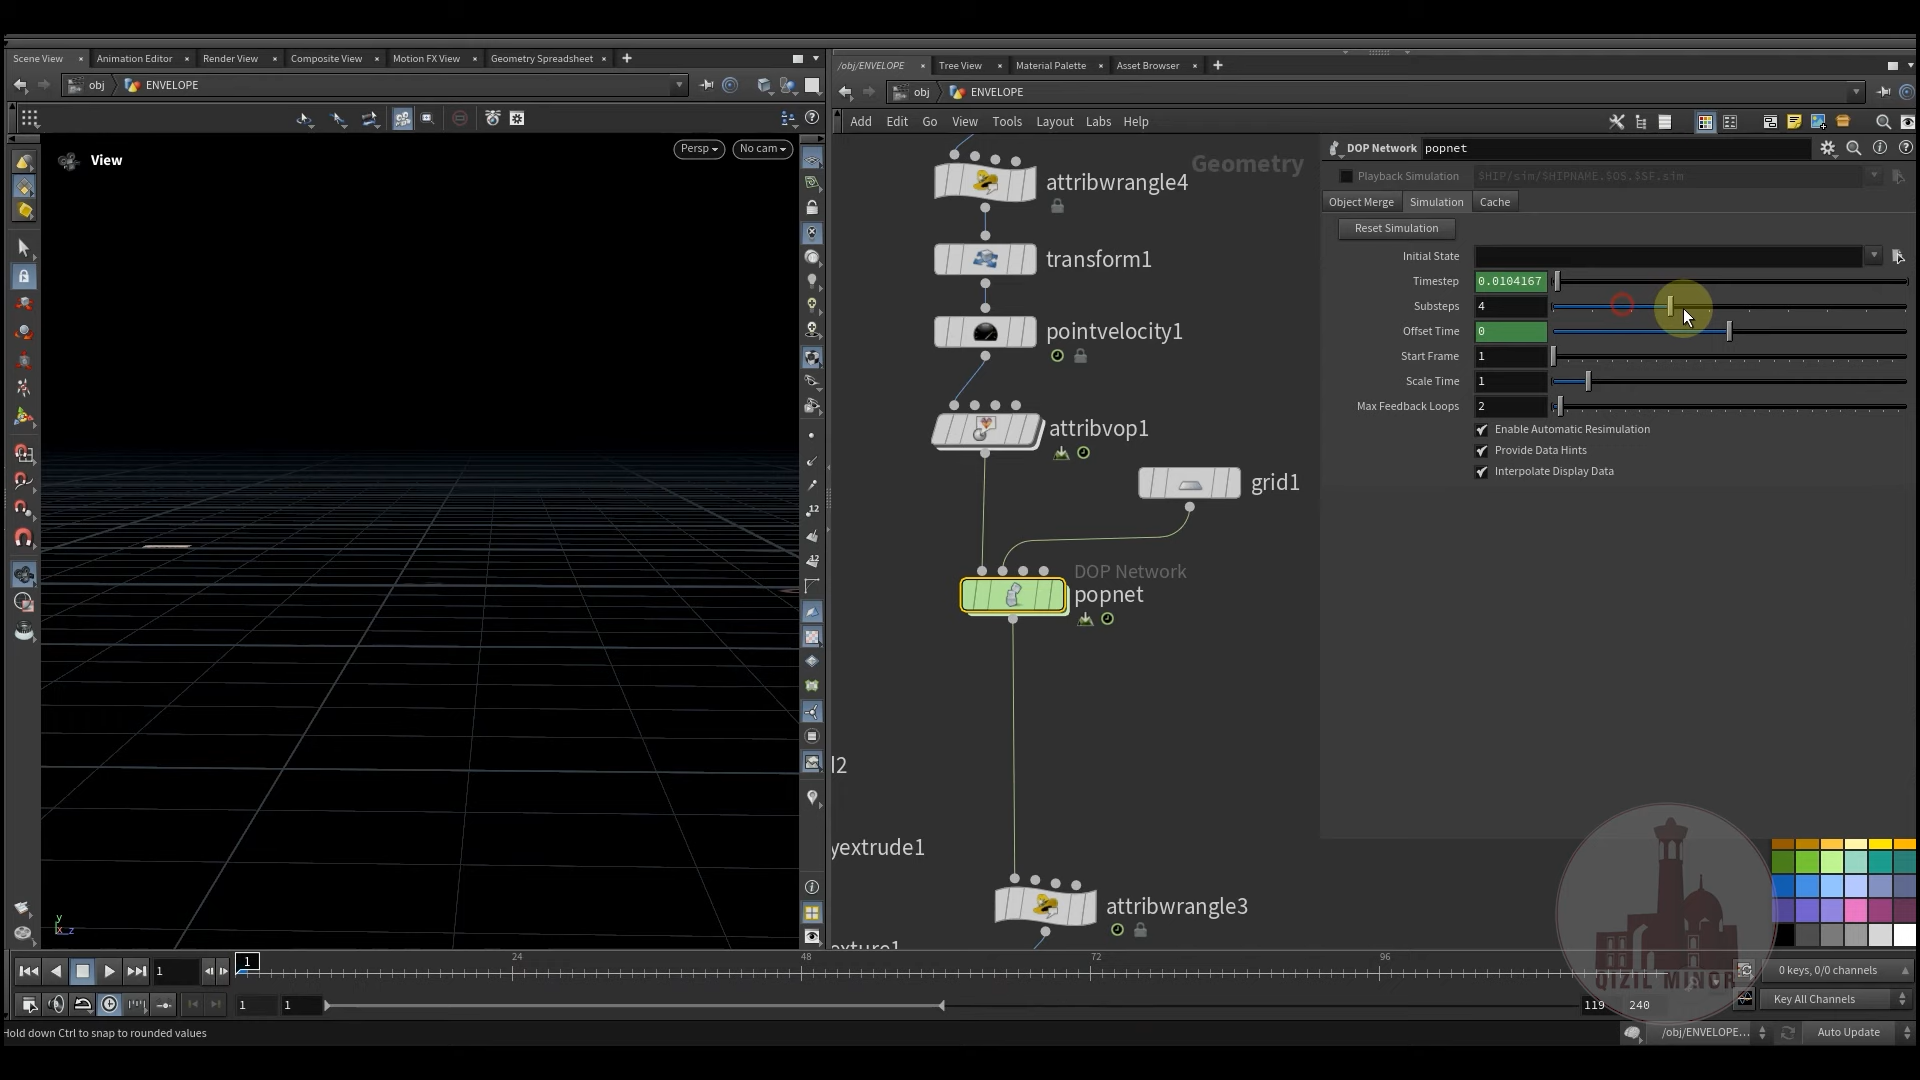 Scene View
Animation Editor
Render View
Composite View
Motion FX View
Geometry Spreadsheet
/obj/ENVELOPE
Tree View
Material Palette
Asset Browser
obj
ENVELOPE
obj
ENVELOPE
Add
Edit
Go
View
Tools
Layout
Labs
Help
View
Persp
No cam
Geometry
attribwrangle4
transform1
pointvelocity1
attribvop1
grid1
DOP Network
popnet
l2
yextrude1
attribwrangle3
exture1
DOP Network
popnet
Playback Simulation
$HIP/sim/$HIPNAME.$OS.$SF.sim
Object Merge
Simulation
Cache
Reset Simulation
Initial State
Timestep
0.0104167
Substeps
4
Offset Time
0
Start Frame
1
Scale Time
1
Max Feedback Loops
2
Enable Automatic Resimulation
Provide Data Hints
Interpolate Display Data
12
12
y
x
z
QIZIL MINOR
1
1
24
48
72
96
0 keys, 0/0 channels
1
1
119
240
Key All Channels
Hold down Ctrl to snap to rounded values
/obj/ENVELOPE...
Auto Update